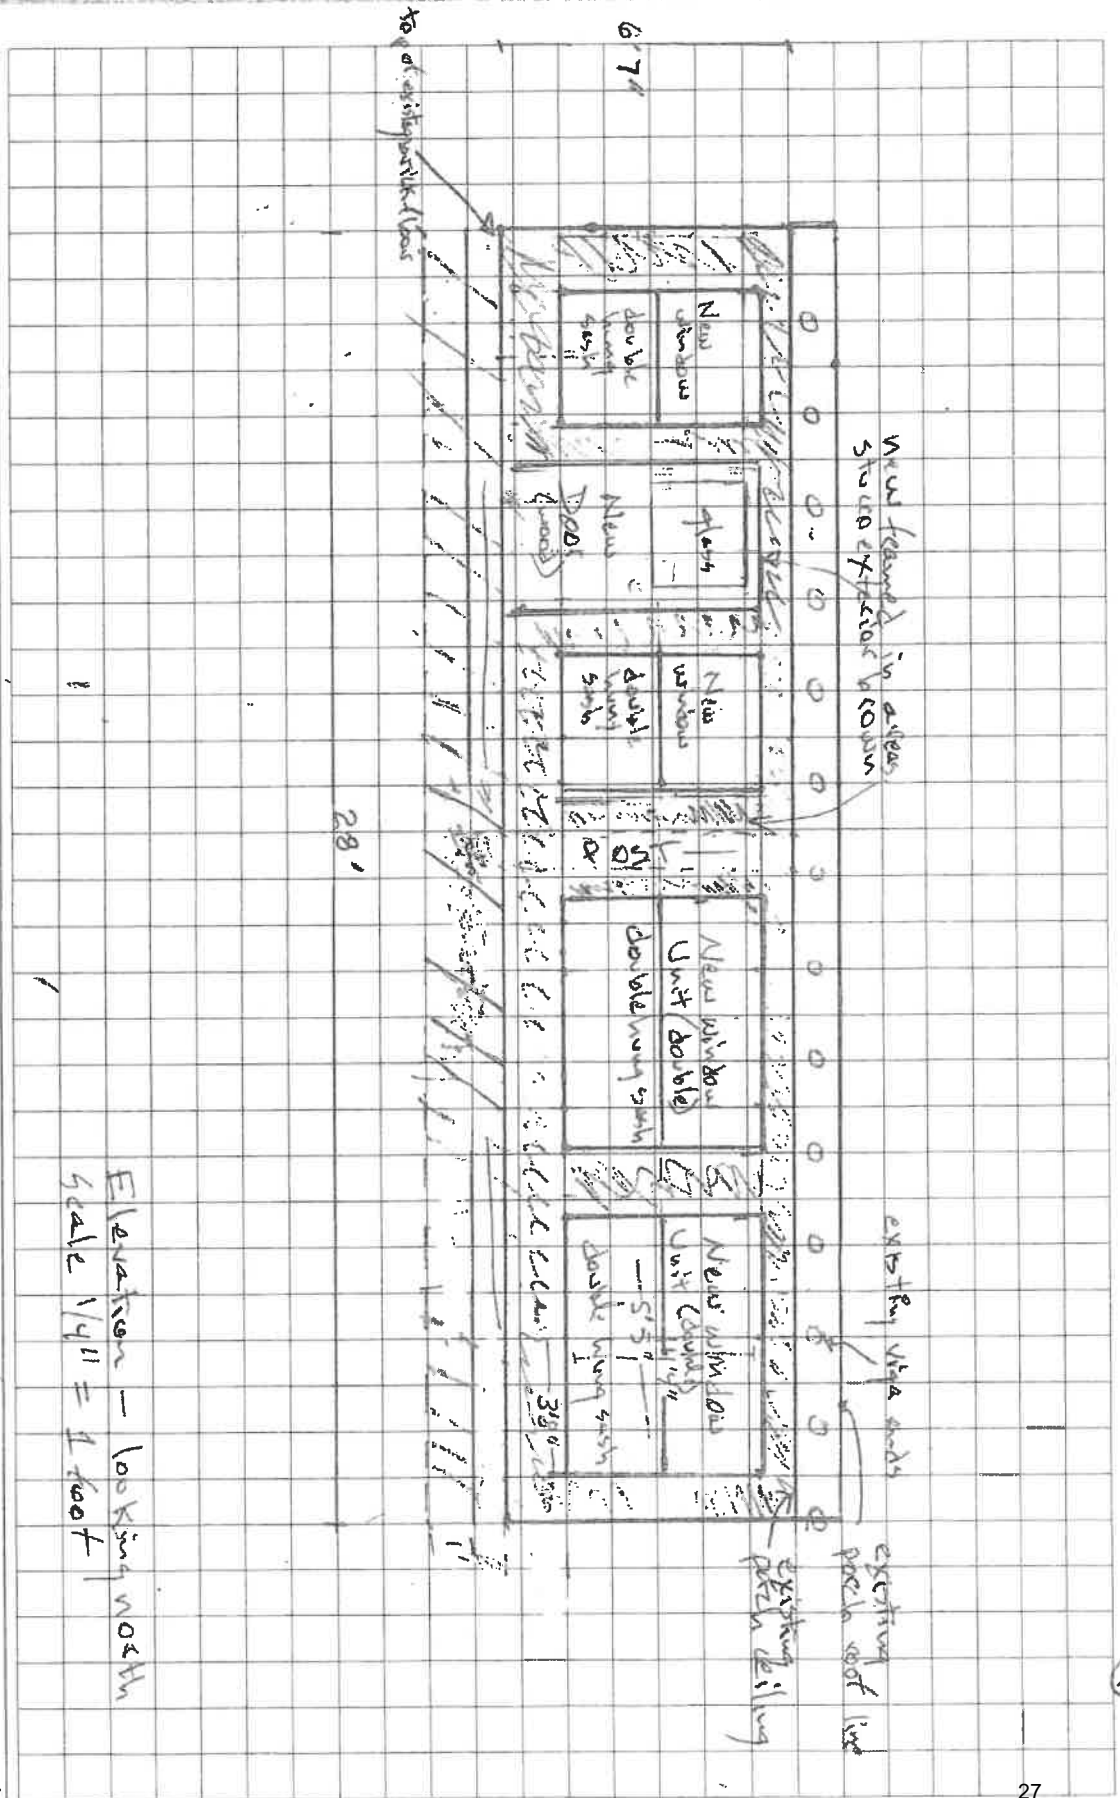 6'7"
new framed in areas
stucco exterior brown
existing viga ends
existing
porch roof line
existing
porch ceiling
New
window
double
hung
sash
glass
New
Door
(wood)
New
window
double
hung
sash
New window
Unit (double)
double hung sash
New window
Unit (double)
4'4"
5'5"
double hung sash
3'8"
top of existing
28'
Elevation — looking north
Scale 1/4" = 1 foot
27